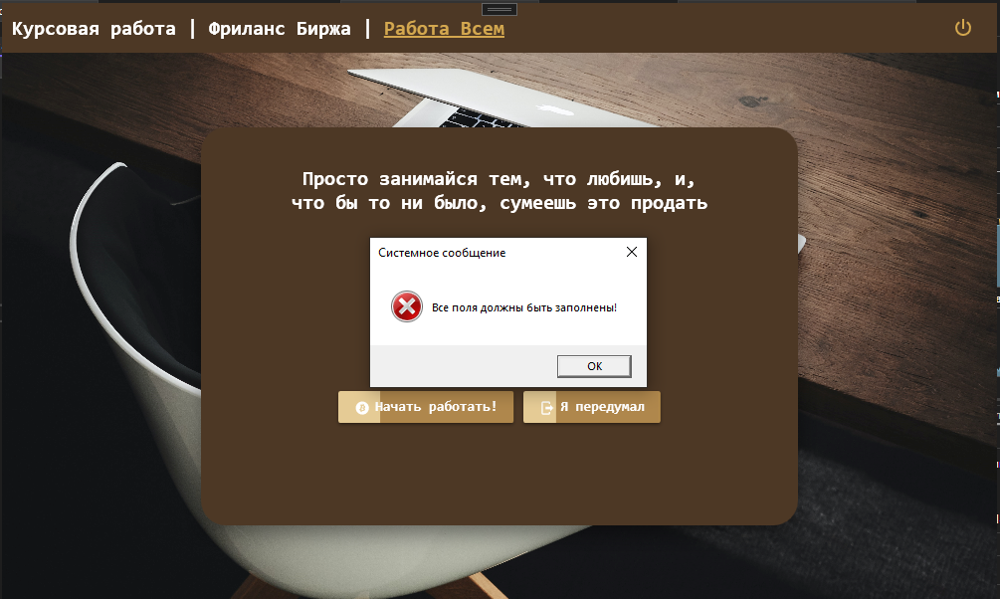 Курсовая работа | Фриланс Биржа | Работа Всем
Просто занимайся тем, что любишь, и,
что бы то ни было, сумеешь это продать
Системное сообщение
Все поля должны быть заполнены!
ОК
Начать работать!
Я передумал